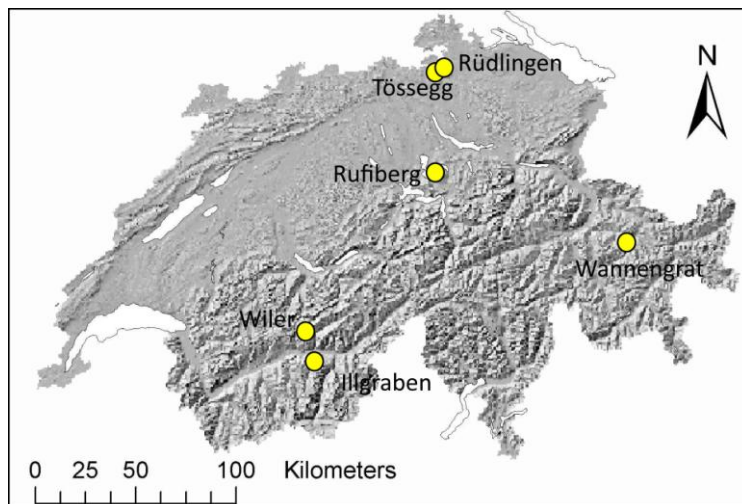 Rüdlingen
N
Tössegg
Rufiberg
Wannengrat
Wiler
Illgraben
0 25 50 100 Kilometers